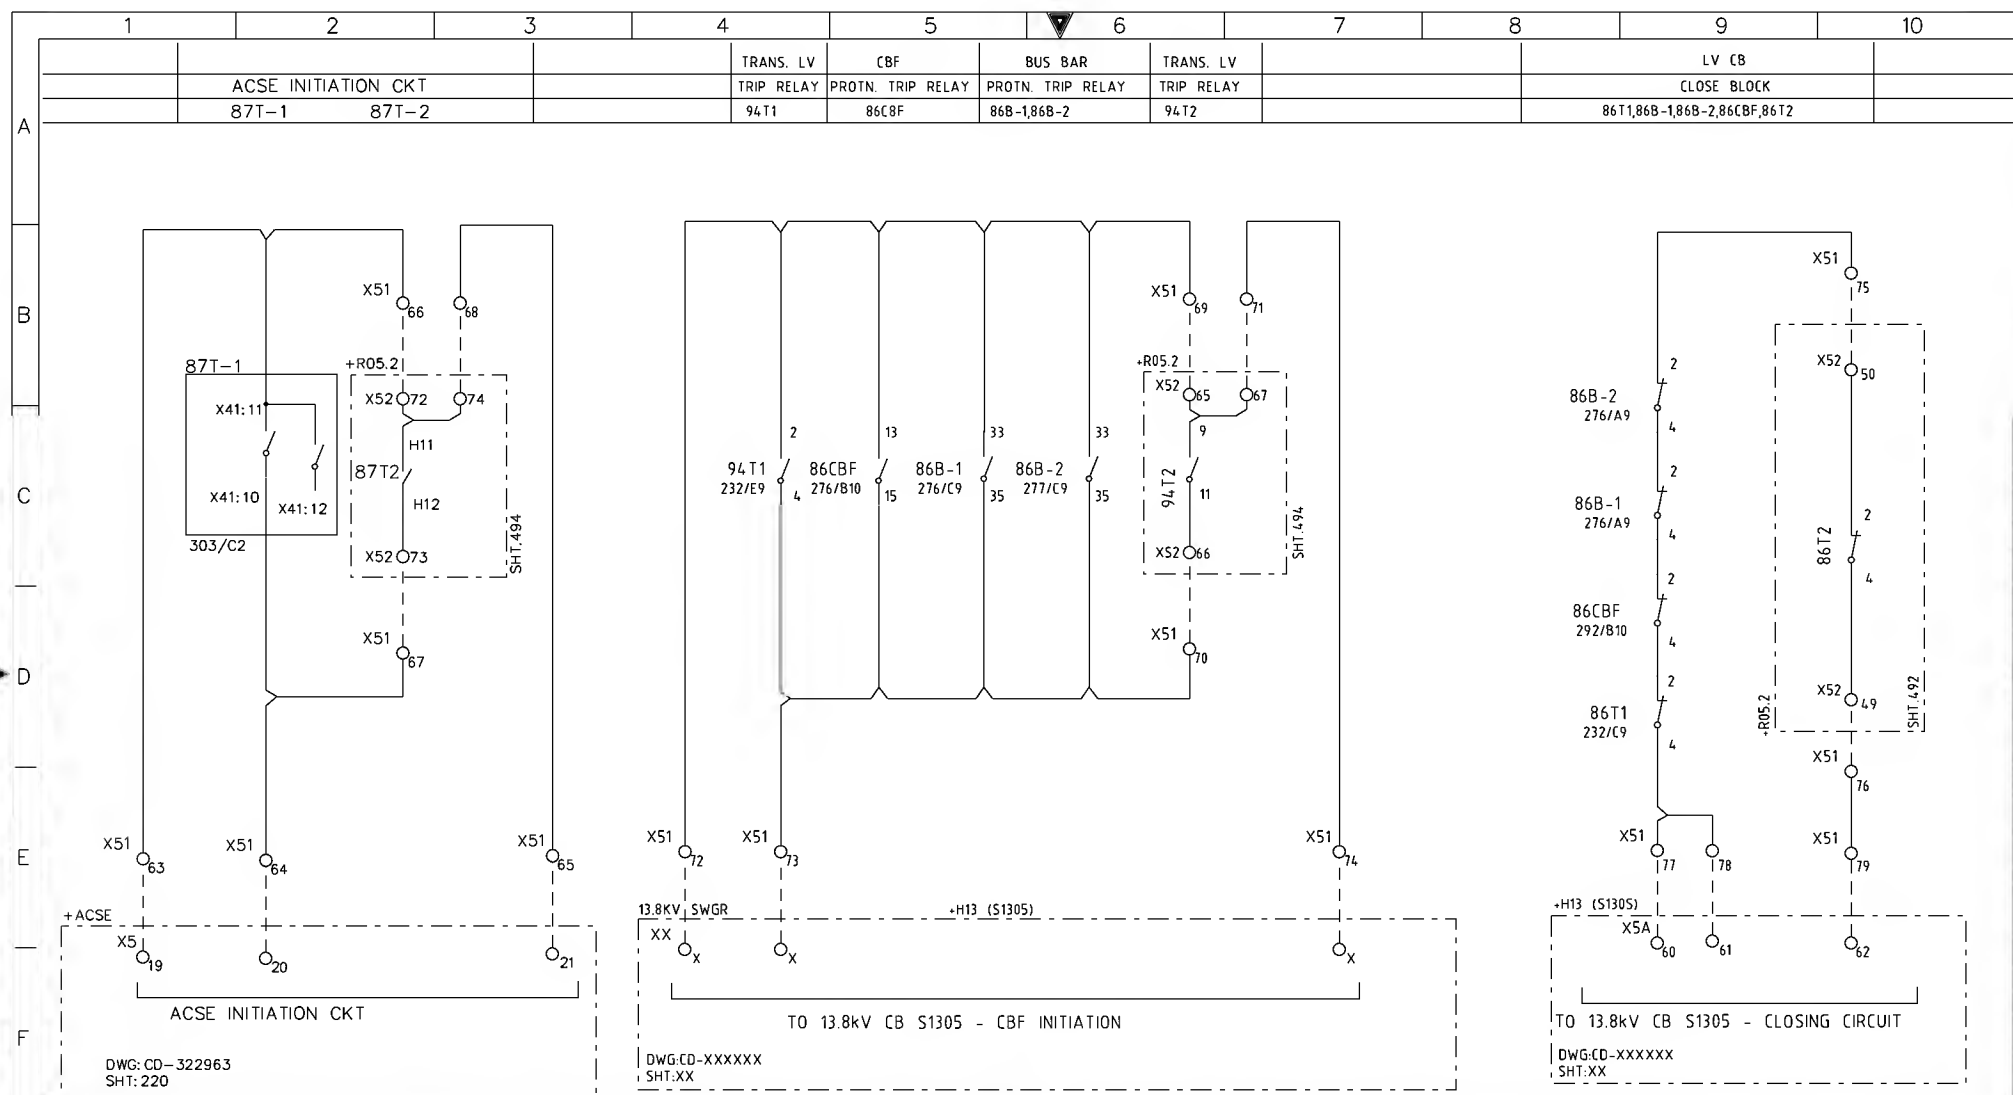 1 2 3 4 5 6 7 8 9 10
TRANS. LV CBF BUS BAR TRANS. LV LV CB
ACSE INITIATION CKT TRIP RELAY PROTN. TRIP RELAY PROTN. TRIP RELAY TRIP RELAY CLOSE BLOCK
87T-1 87T-2 94T1 86C8F 86B-1,86B-2 94T2 86T1,86B-1,86B-2,86CBF,86T2
A
B
C
D
E
F
X51
66
68
87T-1
X41:11
X41:10
X41:12
303/C2
+R05.2
X52 72
74
H11
87T2
H12
X52 73
SHT.494
X51
67
X51
63
X51
64
X51
65
+ACSE
X5
19
20
21
ACSE INITIATION CKT
DWG: CD-322963
SHT: 220
X51
69
71
+R05.2
X52
65
67
2
94T1
232/E9
4
13
86CBF
276/B10
15
33
86B-1
276/C9
35
33
86B-2
277/C9
35
9
94T2
11
XS2 66
SHT.494
X51
70
X51
72
X51
73
X51
74
13.8KV SWGR
+H13 (S1305)
XX
X
X
X
TO 13.8kV CB S1305 - CBF INITIATION
DWG:CD-XXXXXX
SHT:XX
X51
75
X52
50
2
86B-2
276/A9
4
2
86B-1
276/A9
4
2
86CBF
292/B10
4
2
86T1
232/C9
4
2
86T2
4
X52
49
+R05.2
SHT.492
X51
76
X51
77
78
X51
79
+H13 (S130S)
X5A
60
61
62
TO 13.8kV CB S1305 - CLOSING CIRCUIT
DWG:CD-XXXXXX
SHT:XX